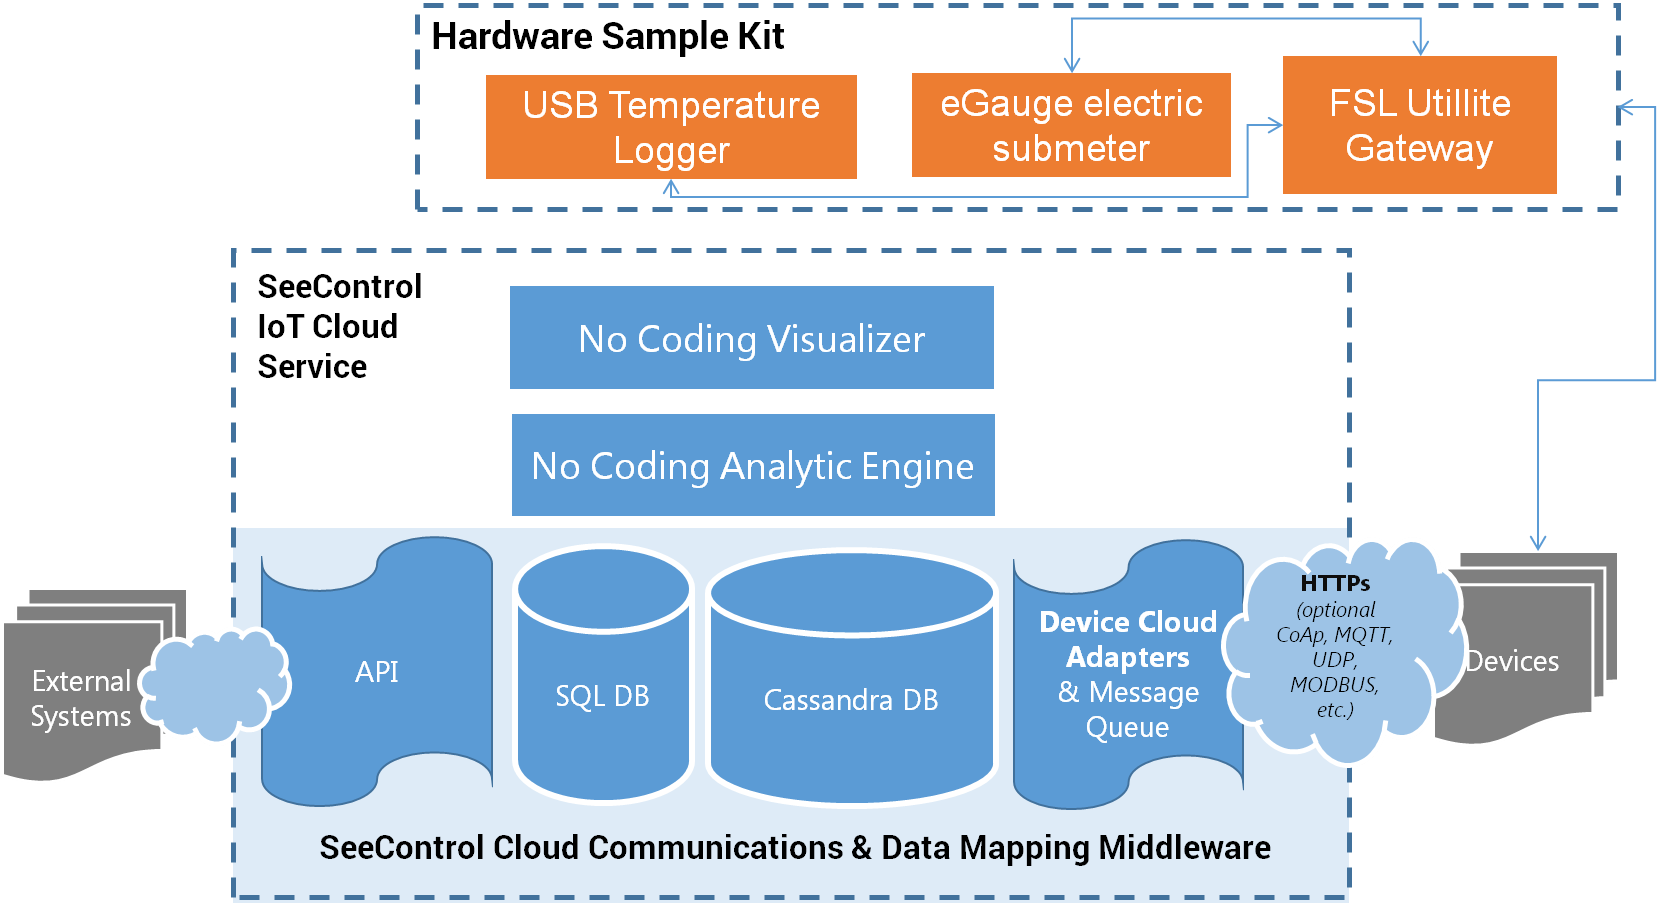 Hardware Sample Kit
USB Temperature
Logger
eGauge electric
submeter
FSL Utillite
Gateway
SeeControl
IoT Cloud
Service
No Coding Visualizer
No Coding Analytic Engine
External
Systems
API
SQL DB
Cassandra DB
Device Cloud
Adapters
& Message
Queue
HTTPs
(optional
CoAp, MQTT,
UDP,
MODBUS,
etc.)
Devices
SeeControl Cloud Communications & Data Mapping Middleware